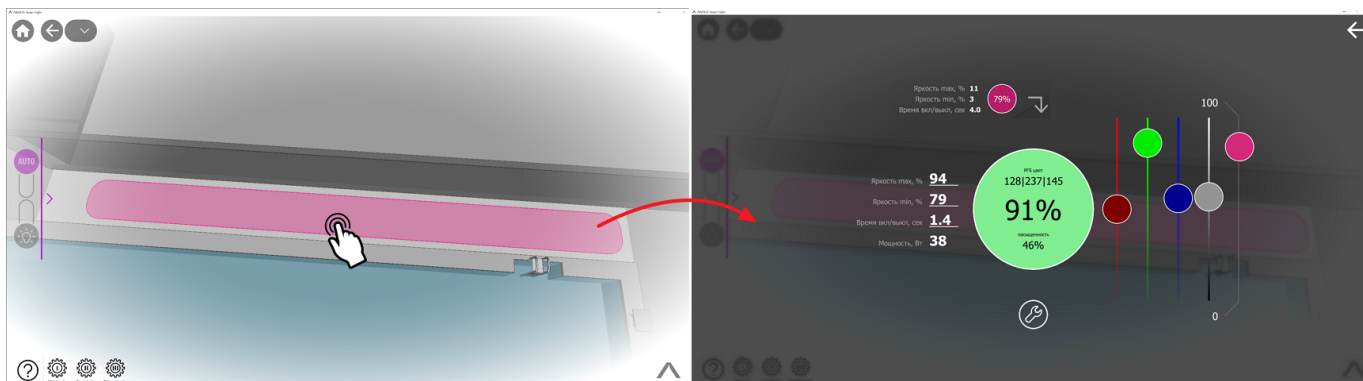 AUTO
Яркость max, % 11
Яркость min, % 3
Время вкл/выкл, сек 4.0
79%
100
Яркость max, % 94
Яркость min, % 79
Время вкл/выкл, сек 1.4
Мощность, Вт 38
РГБ цвет
128|237|145
91%
насыщенность
46%
0